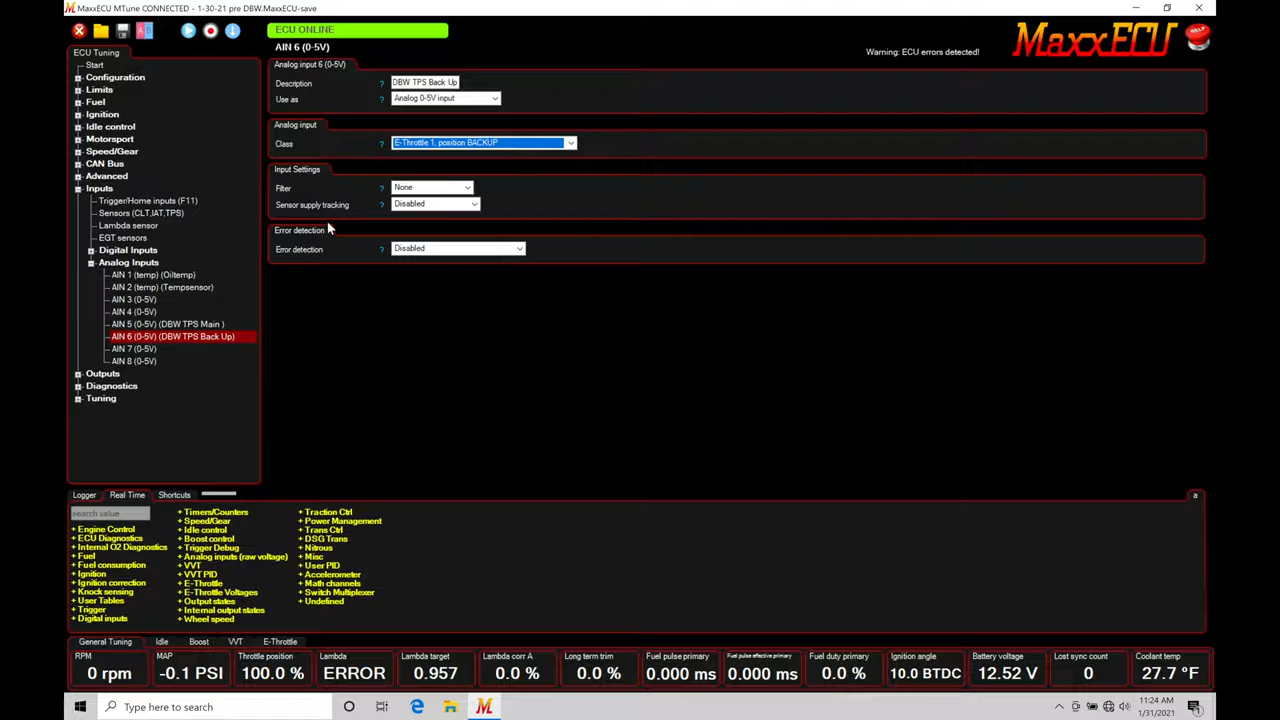 MaxxECU MTune CONNECTED - 1-30-21 pre DBW.MaxxECU-save
ECU ONLINE
AIN 6 (0-5V)
Warning: ECU errors detected!
MaxxECU
HELP
ECU Tuning
Start
Configuration
Limits
Fuel
Ignition
Idle control
Motorsport
Speed/Gear
CAN Bus
Advanced
Inputs
Trigger/Home inputs (F11)
Sensors (CLT,IAT,TPS)
Lambda sensor
EGT sensors
Digital Inputs
Analog Inputs
AIN 1 (temp) (Oiltemp)
AIN 2 (temp) (Tempsensor)
AIN 3 (0-5V)
AIN 4 (0-5V)
AIN 5 (0-5V) (DBW TPS Main )
AIN 6 (0-5V) (DBW TPS Back Up)
AIN 7 (0-5V)
AIN 8 (0-5V)
Outputs
Diagnostics
Tuning
Analog input 6 (0-5V)
Description ? DBW TPS Back Up
Use as ? Analog 0-5V input
Analog input
Class ? E-Throttle 1, position BACKUP
Input Settings
Filter ? None
Sensor supply tracking ? Disabled
Error detection
Error detection ? Disabled
Logger Real Time Shortcuts
a
search value
+ Engine Control
+ ECU Diagnostics
+ Internal O2 Diagnostics
+ Fuel
+ Fuel consumption
+ Ignition
+ Ignition correction
+ Knock sensing
+ User Tables
+ Trigger
+ Digital inputs
+ Timers/Counters
+ Speed/Gear
+ Idle control
+ Boost control
+ Trigger Debug
+ Analog inputs (raw voltage)
+ VVT
+ VVT PID
+ E-Throttle
+ E-Throttle Voltages
+ Output states
+ Internal output states
+ Wheel speed
+ Traction Ctrl
+ Power Management
+ Trans Ctrl
+ DSG Trans
+ Nitrous
+ Misc
+ User PID
+ Accelerometer
+ Math channels
+ Switch Multiplexer
+ Undefined
General Tuning Idle Boost VVT E-Throttle
RPM
0 rpm
MAP
-0.1 PSI
Throttle position
100.0 %
Lambda
ERROR
Lambda target
0.957
Lambda corr A
0.0 %
Long term trim
0.0 %
Fuel pulse primary
0.000 ms
Fuel pulse effective primary
0.000 ms
Fuel duty primary
0.0 %
Ignition angle
10.0 BTDC
Battery voltage
12.52 V
Lost sync count
0
Coolant temp
27.7 °F
Type here to search
11:24 AM
1/31/2021